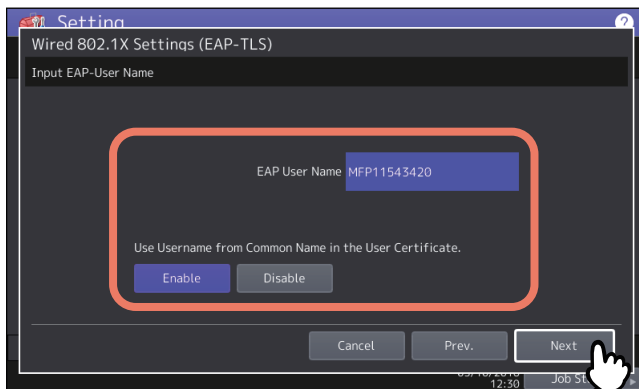 Setting
?
Wired 802.1X Settings (EAP-TLS)
Input EAP-User Name
EAP User Name MFP11543420
Use Username from Common Name in the User Certificate.
Enable Disable
Cancel Prev. Next
12:30 Job St